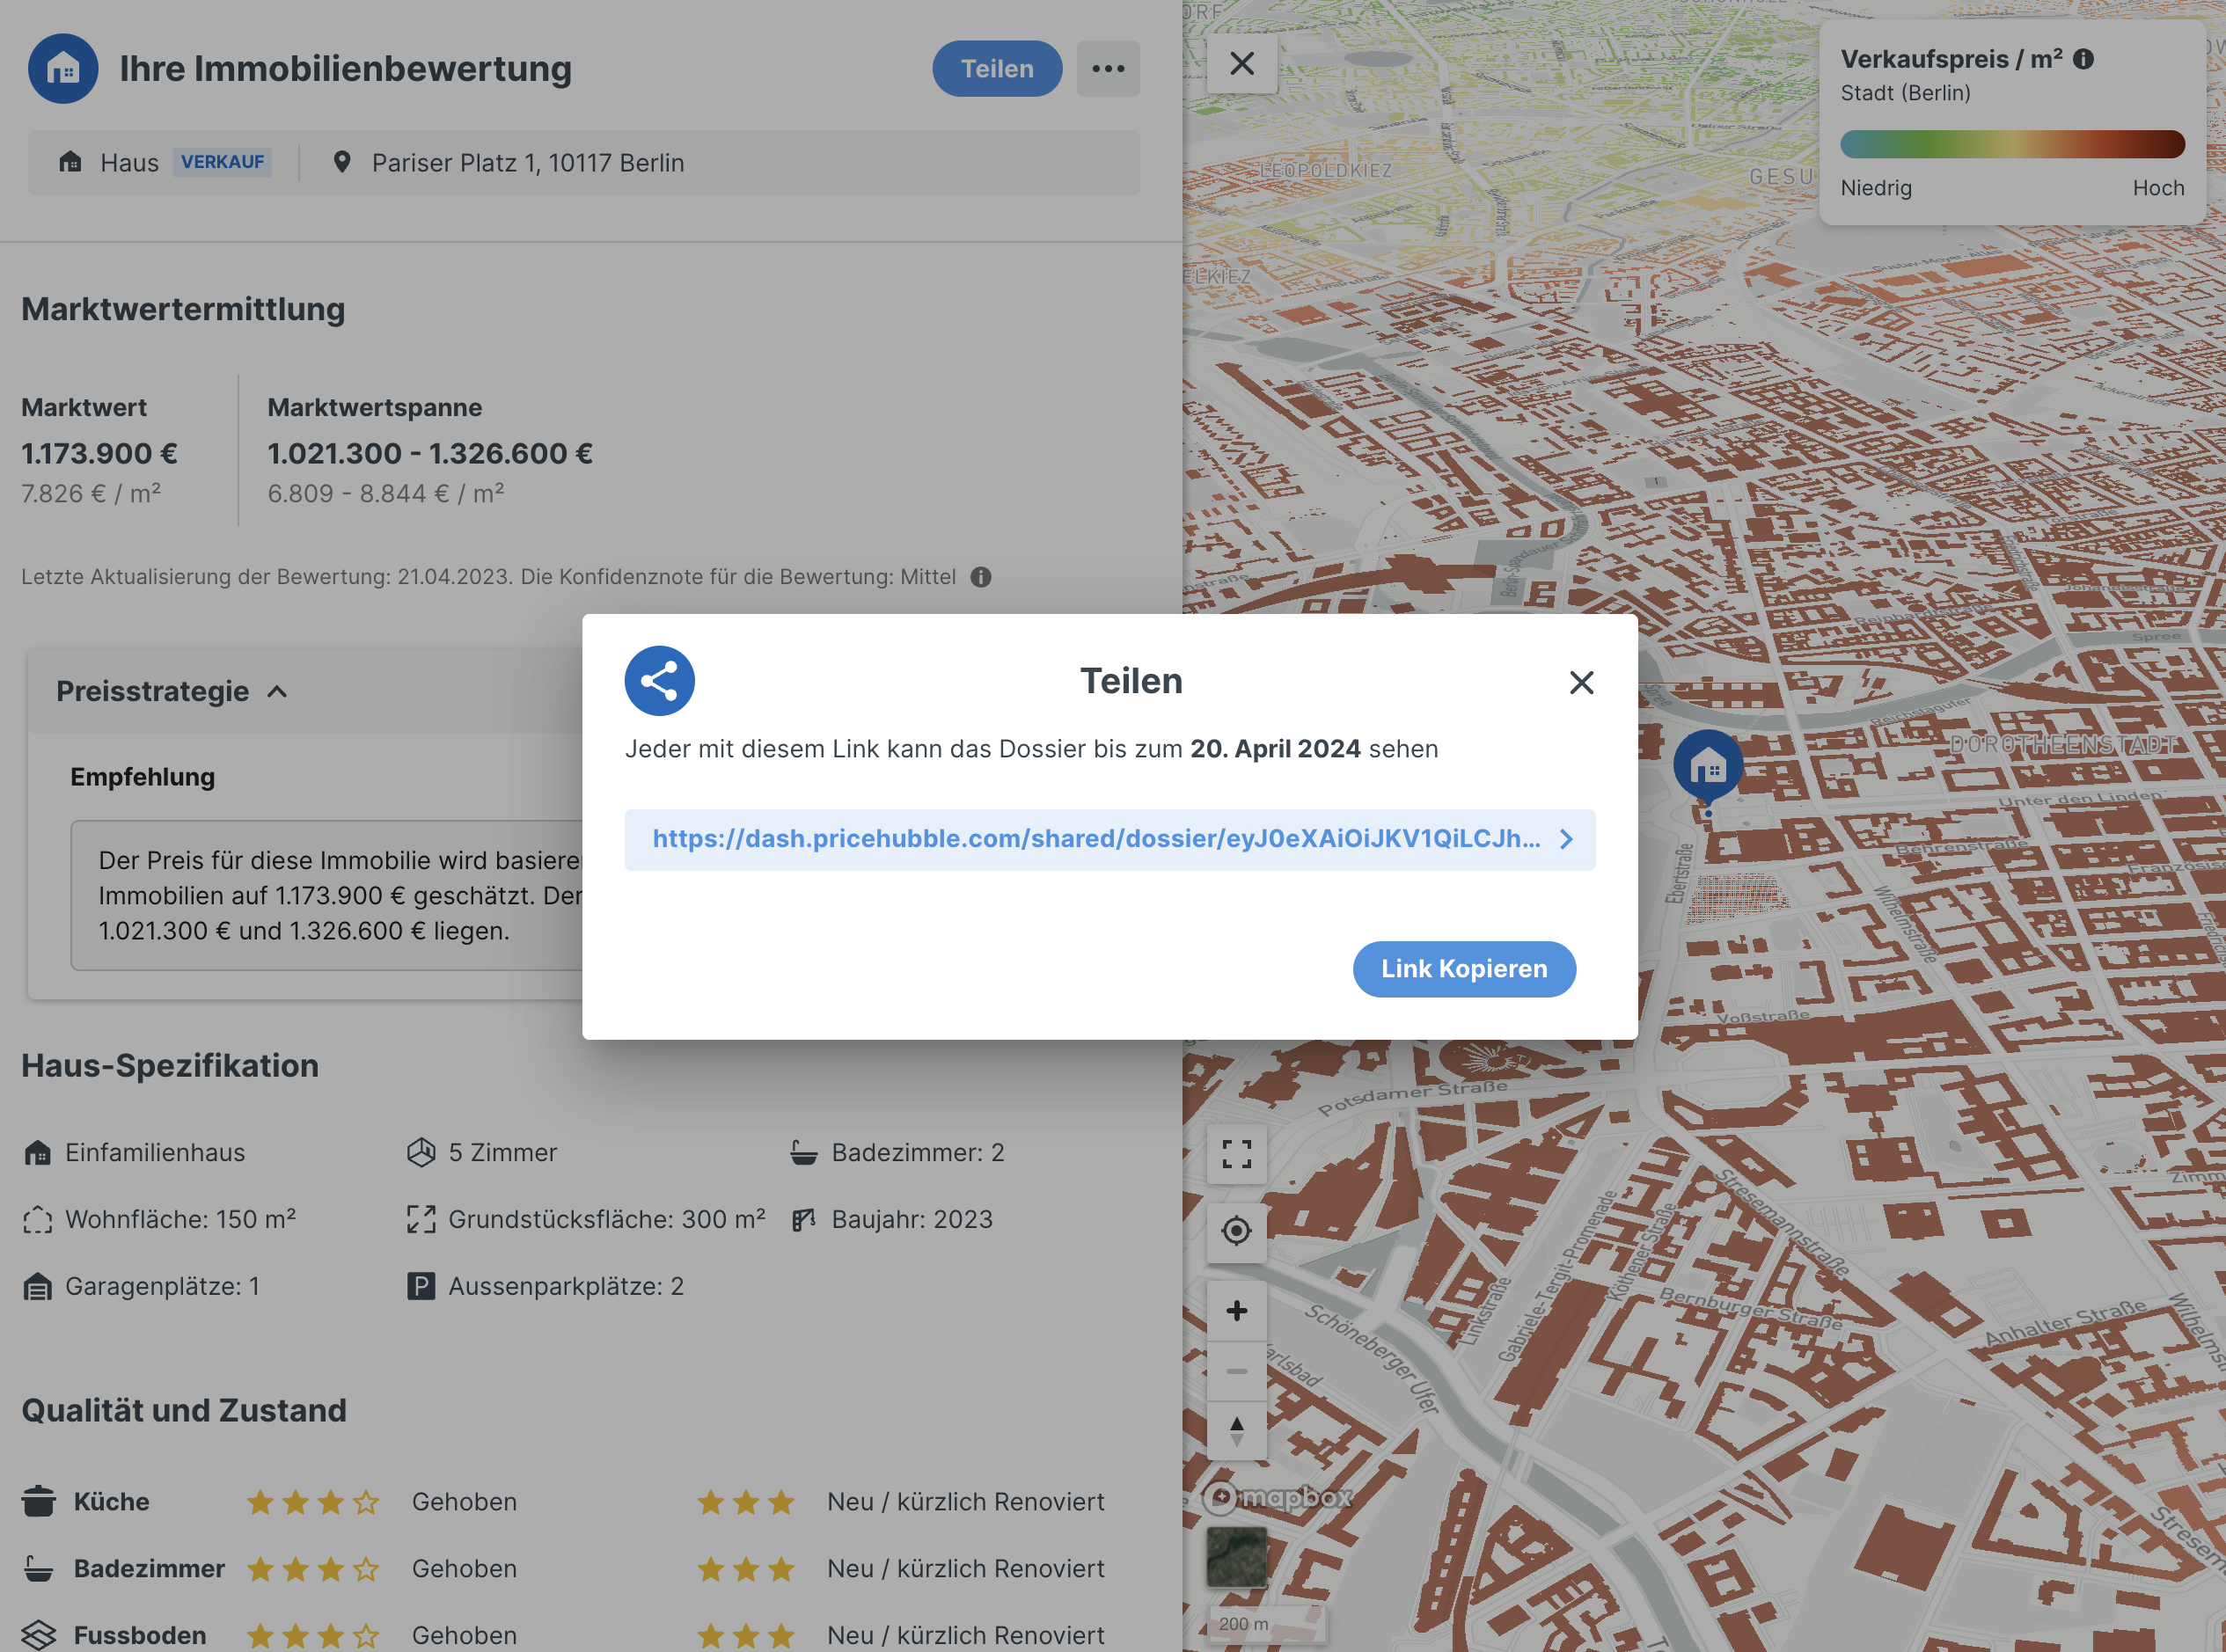 Ihre Immobilienbewertung
Teilen
Haus VERKAUF
Pariser Platz 1, 10117 Berlin
Marktwertermittlung
Marktwert
1.173.900 €
7.826 € / m²
Marktwertspanne
1.021.300 - 1.326.600 €
6.809 - 8.844 € / m²
Letzte Aktualisierung der Bewertung: 21.04.2023. Die Konfidenznote für die Bewertung: Mittel
Preisstrategie
Empfehlung
Der Preis für diese Immobilie wird
Immobilien auf 1.173.900 € geschätzt.
1.021.300 € und 1.326.600 € liegen.
Teilen
Jeder mit diesem Link kann das Dossier bis zum 20. April 2024 sehen
https://dash.pricehubble.com/shared/dossier/eyJ0eXAiOiJKV1QiLCJh...
Link Kopieren
Haus-Spezifikation
Einfamilienhaus
5 Zimmer
Badezimmer: 2
Wohnfläche: 150 m²
Grundstücksfläche: 300 m²
Baujahr: 2023
Garagenplätze: 1
P
Aussenparkplätze: 2
Qualität und Zustand
Küche
Gehoben
Neu / kürzlich Renoviert
Badezimmer
Gehoben
Neu / kürzlich Renoviert
Fussboden
Gehoben
Neu / kürzlich Renoviert
Verkaufspreis / m²
Stadt (Berlin)
Niedrig
Hoch
LEOPOLDKIEZ
Reinhardtstraße
Spree
Spree
Reichstagufer
DOROTHEENSTADT
Unter den Linden
Behrenstraße
Ebertstraße
Wilhelmstraße
Voßstraße
Potsdamer Straße
Stresemannstraße
Gabriele-Tergit-Promenade
Köthener Straße
Linkstraße
Bernburger Straße
Schöneberger Ufer
Anhalter Straße
mapbox
200 m